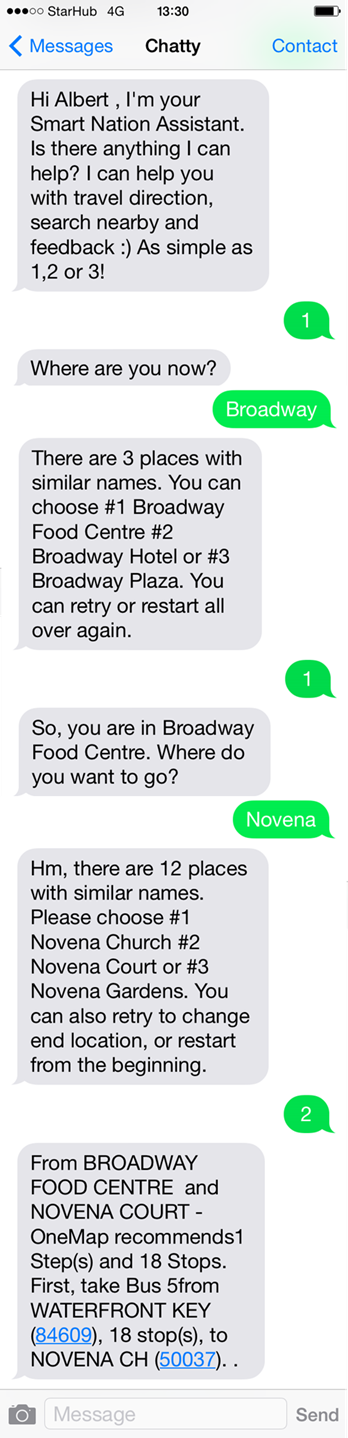 StarHub 4G 13:30
Messages Chatty Contact
Hi Albert , I'm your
Smart Nation Assistant.
Is there anything I can
help? I can help you
with travel direction,
search nearby and
feedback :) As simple as
1,2 or 3!
1
Where are you now?
Broadway
There are 3 places with
similar names. You can
choose #1 Broadway
Food Centre #2
Broadway Hotel or #3
Broadway Plaza. You
can retry or restart all
over again.
1
So, you are in Broadway
Food Centre. Where do
you want to go?
Novena
Hm, there are 12 places
with similar names.
Please choose #1
Novena Church #2
Novena Court or #3
Novena Gardens. You
can also retry to change
end location, or restart
from the beginning.
2
From BROADWAY
FOOD CENTRE  and
NOVENA COURT -
OneMap recommends1
Step(s) and 18 Stops.
First, take Bus 5from
WATERFRONT KEY
(84609), 18 stop(s), to
NOVENA CH (50037). .
Message Send